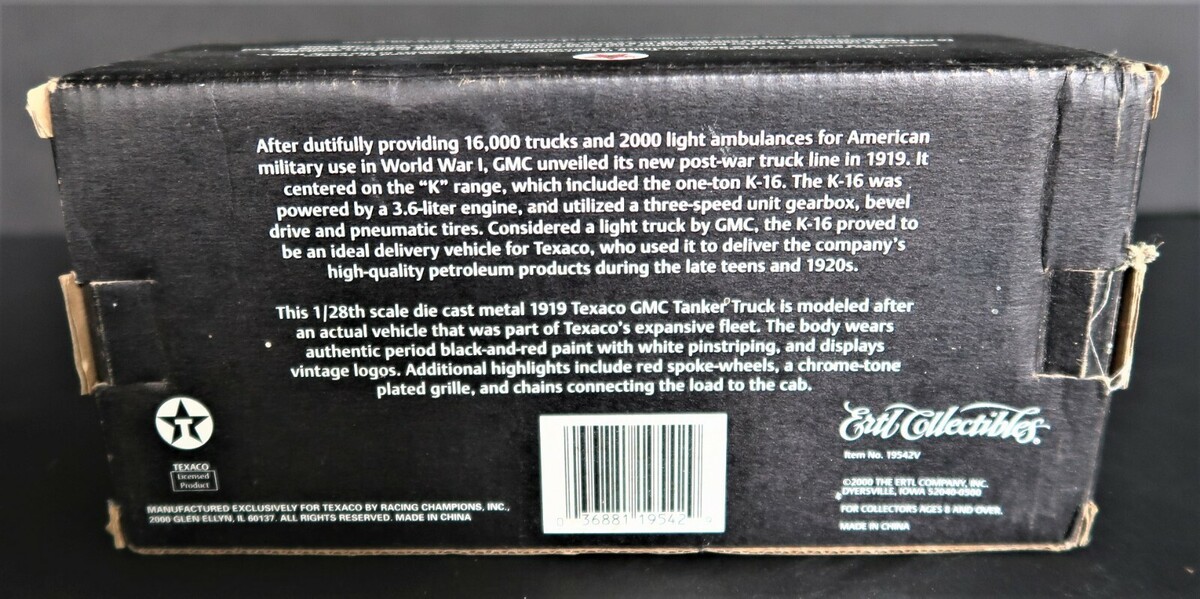 After dutifully providing 16,000 trucks and 2000 light ambulances for American
military use in World War I, GMC unveiled its new post-war truck line in 1919. It
centered on the “K” range, which included the one-ton K-16. The K-16 was
powered by a 3.6-liter engine, and utilized a three-speed unit gearbox, bevel
drive and pneumatic tires. Considered a light truck by GMC, the K-16 proved to
be an ideal delivery vehicle for Texaco, who used it to deliver the company’s
high-quality petroleum products during the late teens and 1920s.
This 1/28th scale die cast metal 1919 Texaco GMC Tanker Truck is modeled after
an actual vehicle that was part of Texaco’s expansive fleet. The body wears
authentic period black-and-red paint with white pinstriping, and displays
vintage logos. Additional highlights include red spoke-wheels, a chrome-tone
plated grille, and chains connecting the load to the cab.
T
TEXACO
Licensed
Product
MANUFACTURED EXCLUSIVELY FOR TEXACO BY RACING CHAMPIONS, INC.,
2000 GLEN ELLYN, IL 60137. ALL RIGHTS RESERVED. MADE IN CHINA
0 36881 19542 9
Ertl Collectibles
Item No. 19542V
©2000 THE ERTL COMPANY, INC.
DYERSVILLE, IOWA 52040-0500
FOR COLLECTORS AGES 8 AND OVER.
MADE IN CHINA